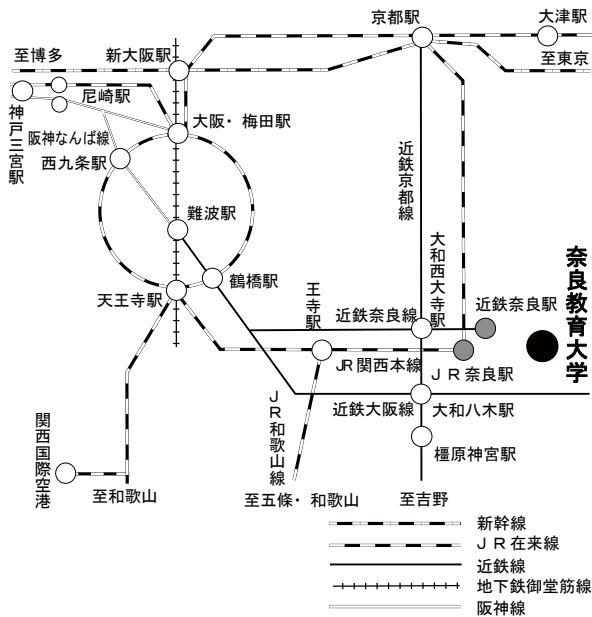 京都駅
大津駅
至博多
新大阪駅
至東京
尼崎駅
神戸三宮駅
大阪・梅田駅
阪神なんば線
西九条駅
近鉄京都線
難波駅
大和西大寺駅
奈良教育大学
鶴橋駅
天王寺駅
王寺駅
近鉄奈良線
近鉄奈良駅
JR関西本線
JR奈良駅
JR和歌山線
近鉄大阪線
大和八木駅
関西国際空港
橿原神宮駅
至和歌山
至五條・和歌山
至吉野
新幹線
JR在来線
近鉄線
地下鉄御堂筋線
阪神線